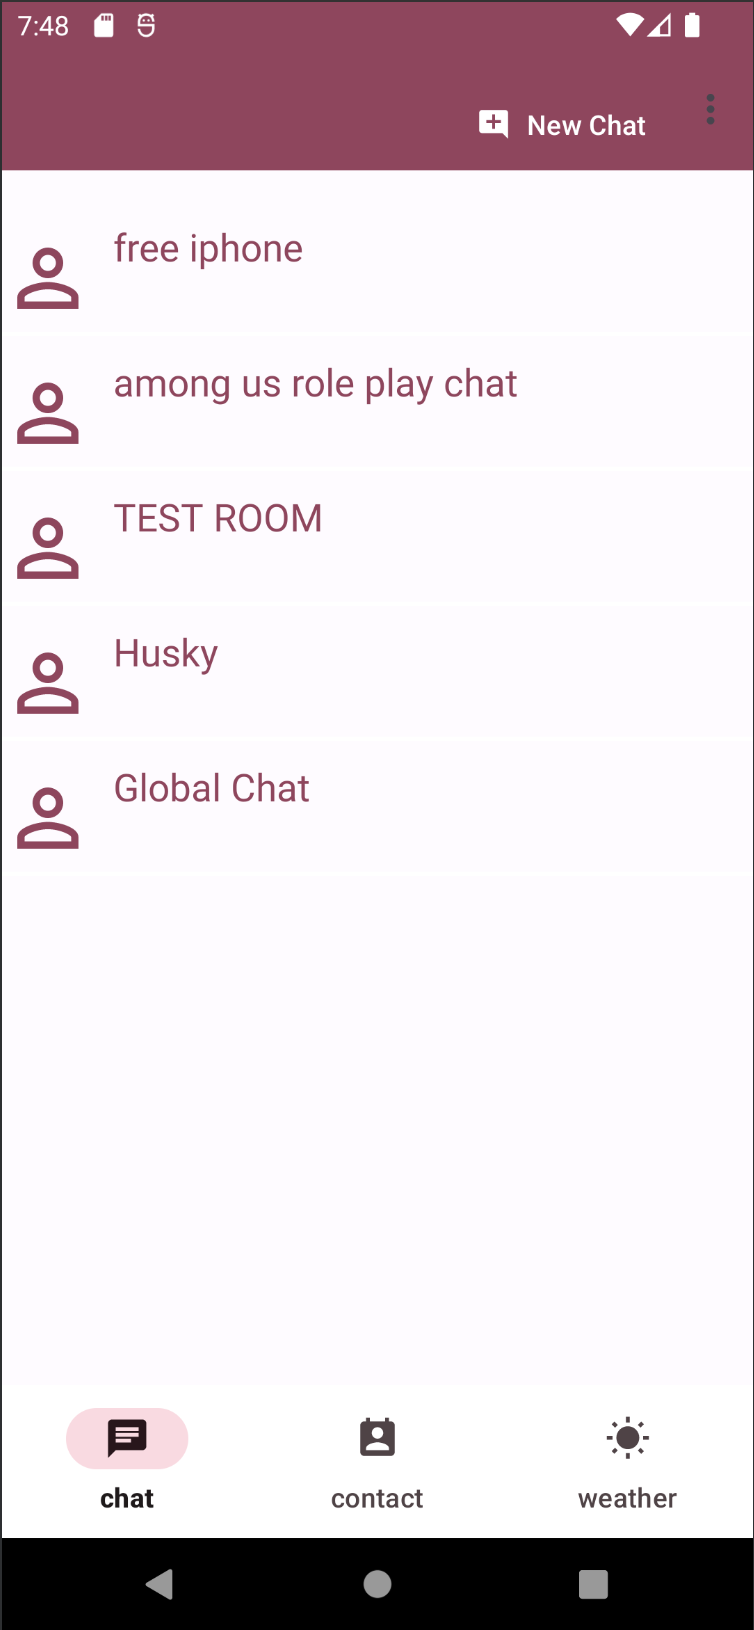 7:48
New Chat
free iphone
among us role play chat
TEST ROOM
Husky
Global Chat
chat
contact
weather